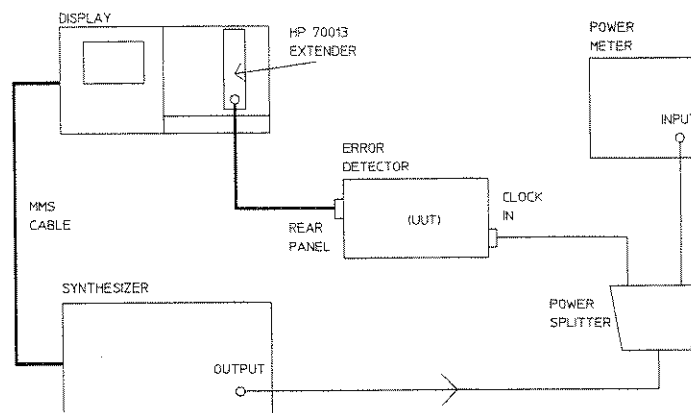 DISPLAY
HP 70013
EXTENDER
POWER
METER
INPUT
ERROR
DETECTOR
CLOCK
IN
(UUT)
MMS
CABLE
REAR
PANEL
SYNTHESIZER
POWER
SPLITTER
OUTPUT